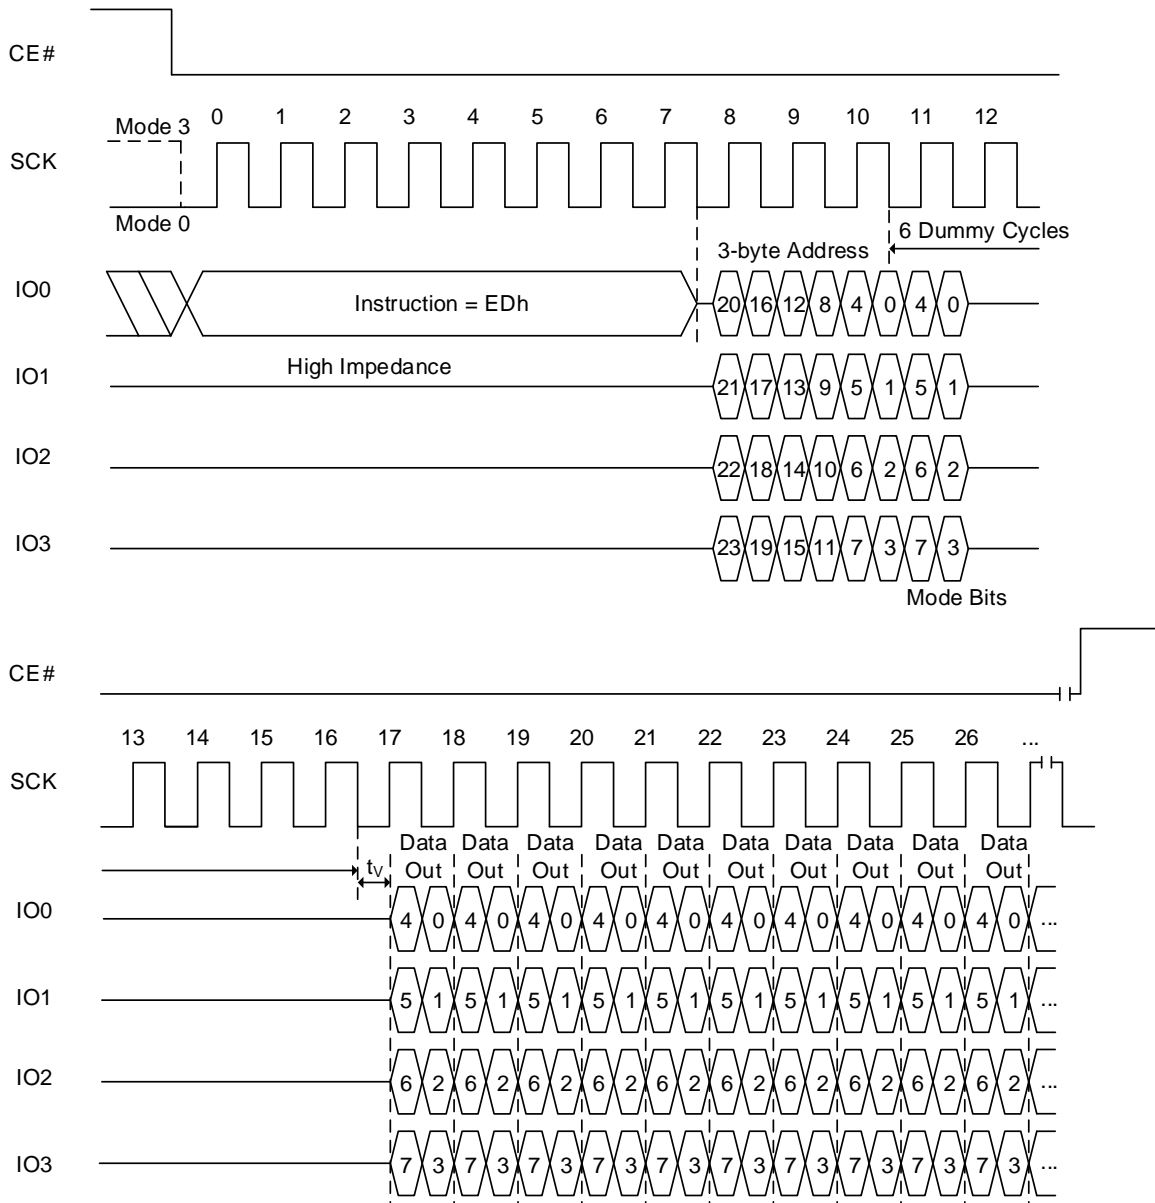 CE#
0 1 2 3 4 5 6 7 8 9 10 11 12
Mode 3
SCK
Mode 0
6 Dummy Cycles
3-byte Address
IO0 Instruction = EDh 20 16 12 8 4 0 4 0
High Impedance
IO1 21 17 13 9 5 1 5 1
IO2 22 18 14 10 6 2 6 2
IO3 23 19 15 11 7 3 7 3
Mode Bits
CE#
13 14 15 16 17 18 19 20 21 22 23 24 25 26 ...
SCK
Data Data Data Data Data Data Data Data Data Data
tV Out Out Out Out Out Out Out Out Out Out
IO0 4 0 4 0 4 0 4 0 4 0 4 0 4 0 4 0 4 0 4 0 ...
IO1 5 1 5 1 5 1 5 1 5 1 5 1 5 1 5 1 5 1 5 1 ...
IO2 6 2 6 2 6 2 6 2 6 2 6 2 6 2 6 2 6 2 6 2 ...
IO3 7 3 7 3 7 3 7 3 7 3 7 3 7 3 7 3 7 3 7 3 ...